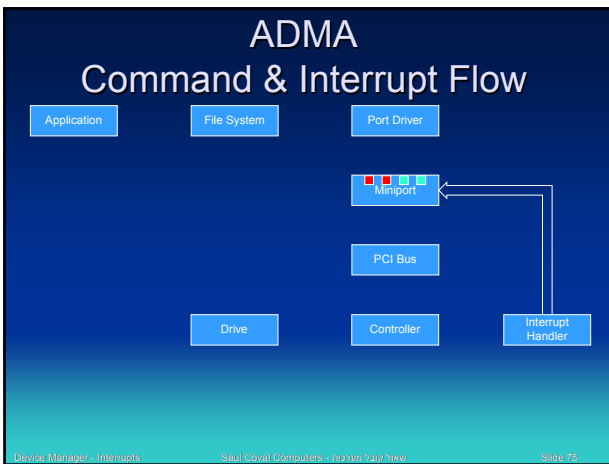 ADMA
Command & Interrupt Flow
Application
File System
Port Driver
Miniport
PCI Bus
Drive
Controller
Interrupt
Handler
Device Manager - Interrupts
Saul Coval Computers - שאול קובל מערכות
Slide 75